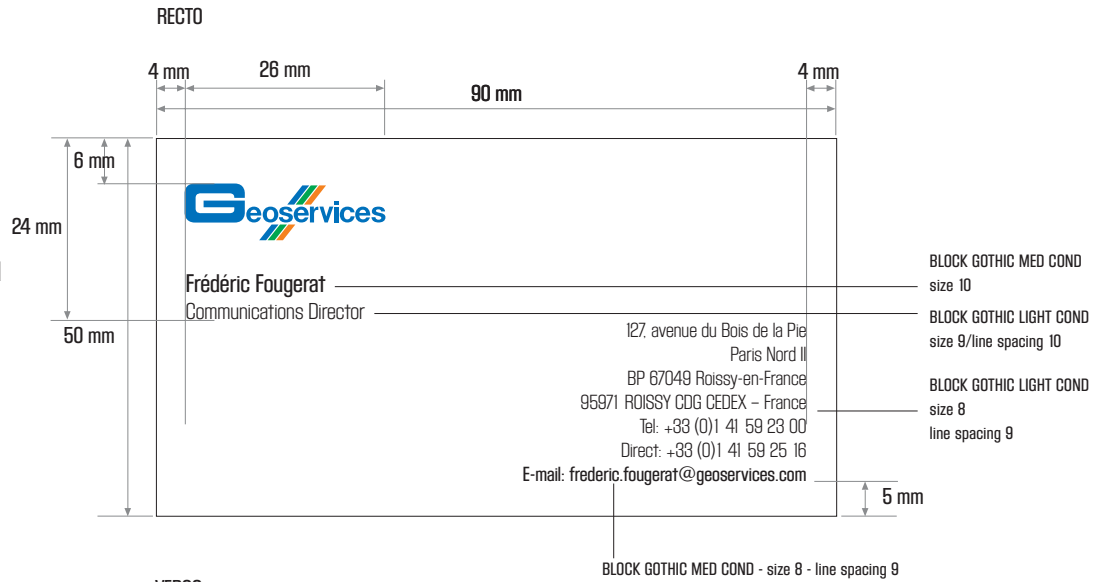 RECTO
4 mm
26 mm
4 mm
90 mm
6 mm
24 mm
50 mm
Geoservices
Frédéric Fougerat
Communications Director
127, avenue du Bois de la Pie
Paris Nord II
BP 67049 Roissy-en-France
95971 ROISSY CDG CEDEX – France
Tel: +33 (0)1 41 59 23 00
Direct: +33 (0)1 41 59 25 16
E-mail: frederic.fougerat@geoservices.com
BLOCK GOTHIC MED COND
size 10
BLOCK GOTHIC LIGHT COND
size 9/line spacing 10
BLOCK GOTHIC LIGHT COND
size 8
line spacing 9
5 mm
BLOCK GOTHIC MED COND - size 8 - line spacing 9